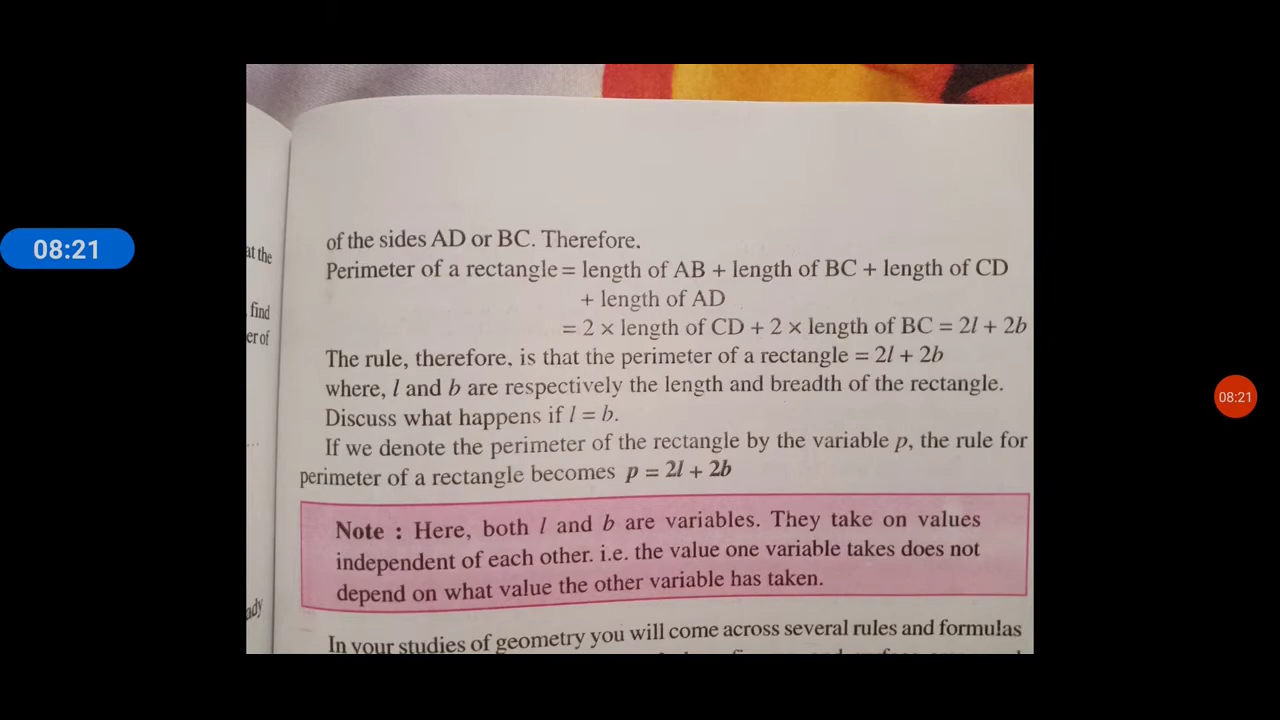 08:21
at the
find
er of
...
of the sides AD or BC. Therefore,
Perimeter of a rectangle = length of AB + length of BC + length of CD
+ length of AD
= 2 × length of CD + 2 × length of BC = 2l + 2b
The rule, therefore, is that the perimeter of a rectangle = 2l + 2b
where, l and b are respectively the length and breadth of the rectangle.
Discuss what happens if l = b.
If we denote the perimeter of the rectangle by the variable p, the rule for
perimeter of a rectangle becomes p = 2l + 2b
Note : Here, both l and b are variables. They take on values
independent of each other. i.e. the value one variable takes does not
depend on what value the other variable has taken.
In your studies of geometry you will come across several rules and formulas
08:21